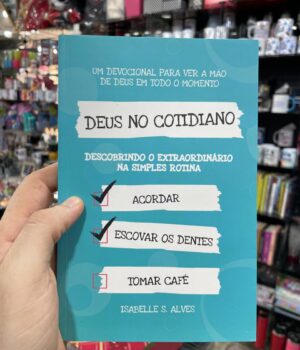 UM DEVOCIONAL PARA VER A MÃO
DE DEUS EM TODO O MOMENTO
DEUS NO COTIDIANO
DESCOBRINDO O EXTRAORDINÁRIO
NA SIMPLES ROTINA
ACORDAR
ESCOVAR OS DENTES
TOMAR CAFÉ
ISABELLE S. ALVES